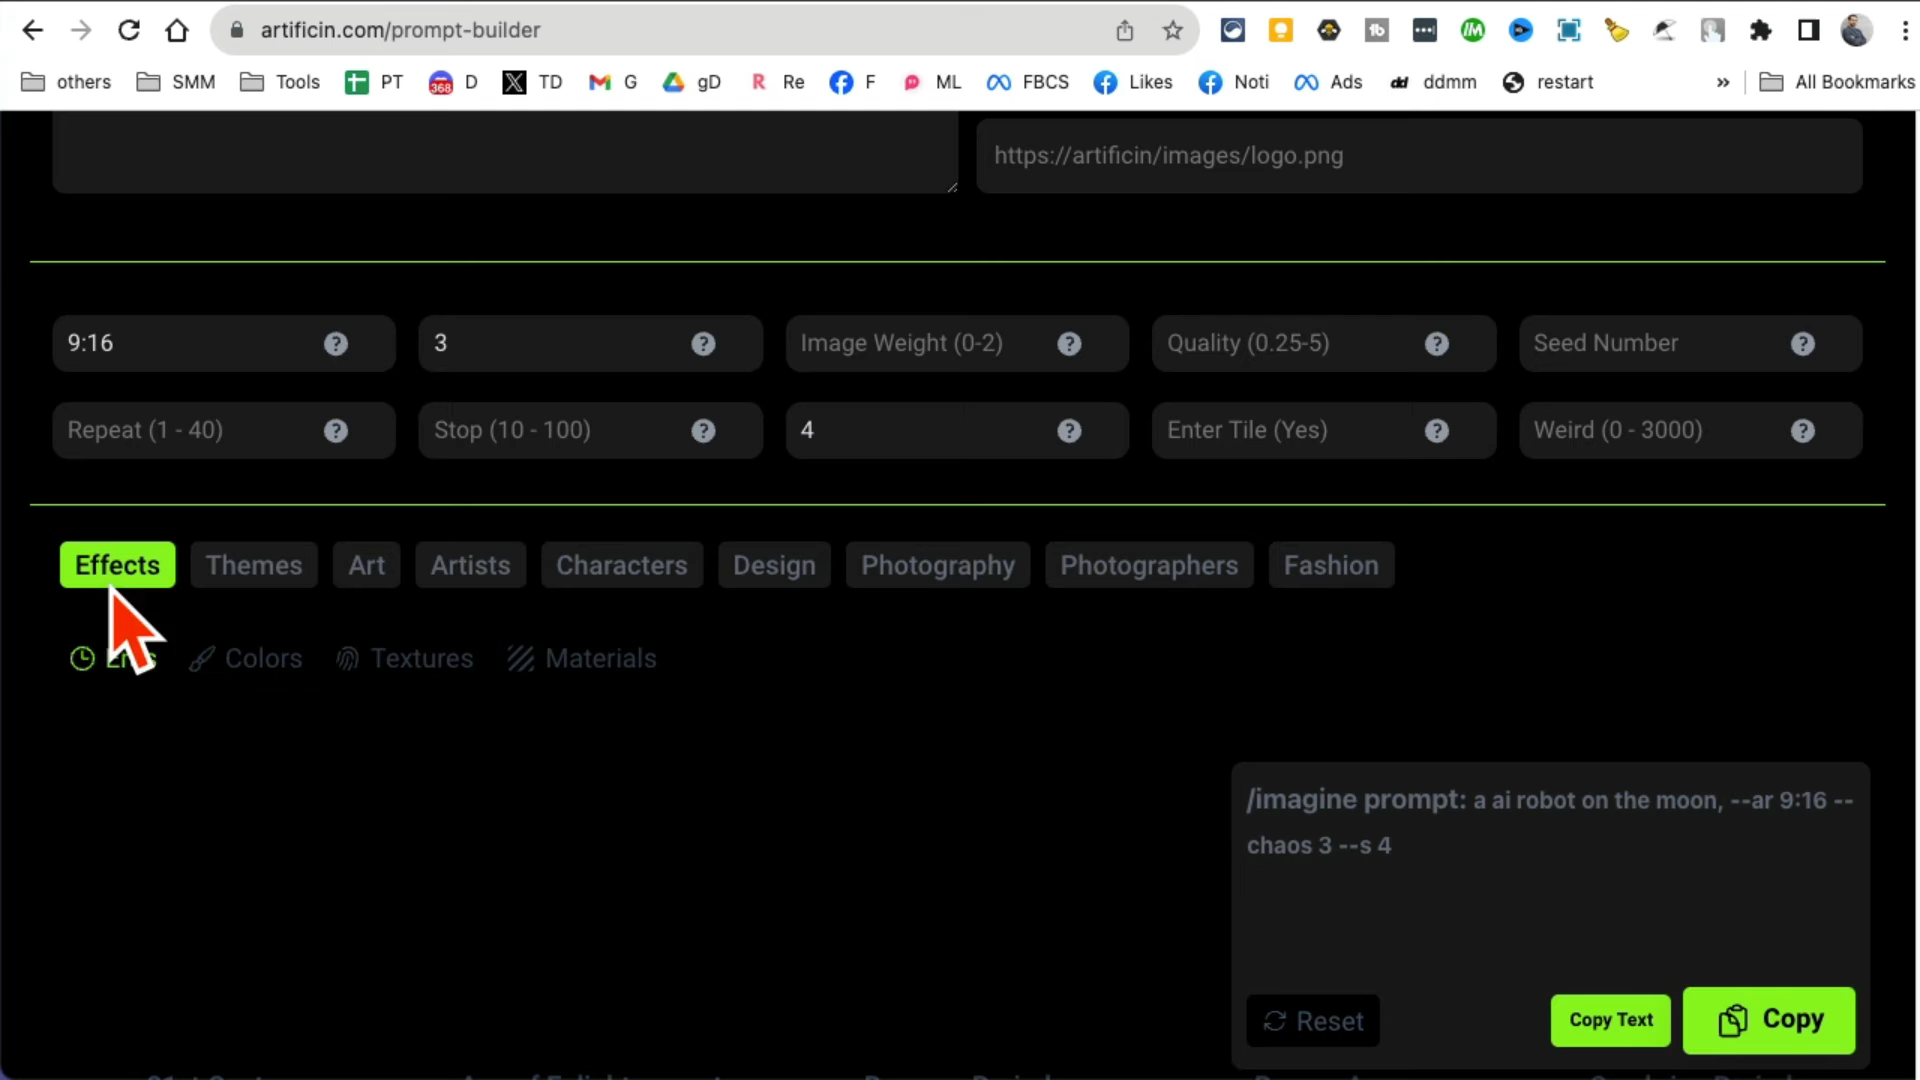 artificin.com/prompt-builder
others SMM Tools PT 368 D TD G gD R Re F ML FBCS Likes Noti Ads dd ddmm restart » All Bookmarks
https://artificin/images/logo.png
9:16 ? 3 ? Image Weight (0-2) ? Quality (0.25-5) ? Seed Number ?
Repeat (1 - 40) ? Stop (10 - 100) ? 4 ? Enter Tile (Yes) ? Weird (0 - 3000) ?
Effects Themes Art Artists Characters Design Photography Photographers Fashion
Colors Textures Materials
/imagine prompt: a ai robot on the moon, --ar 9:16 --
chaos 3 --s 4
Reset Copy Text Copy